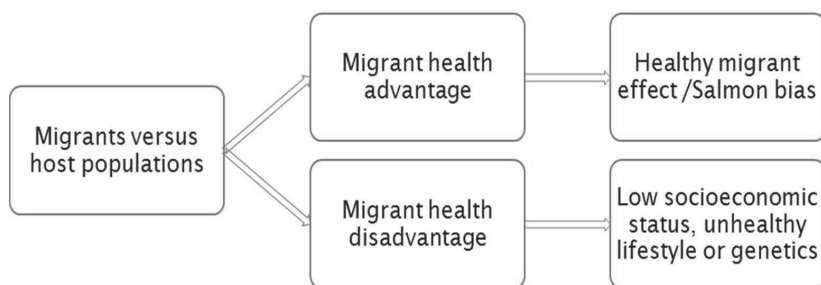 Migrants versus
host populations
Migrant health
advantage
Healthy migrant
effect /Salmon bias
Migrant health
disadvantage
Low socioeconomic
status, unhealthy
lifestyle or genetics